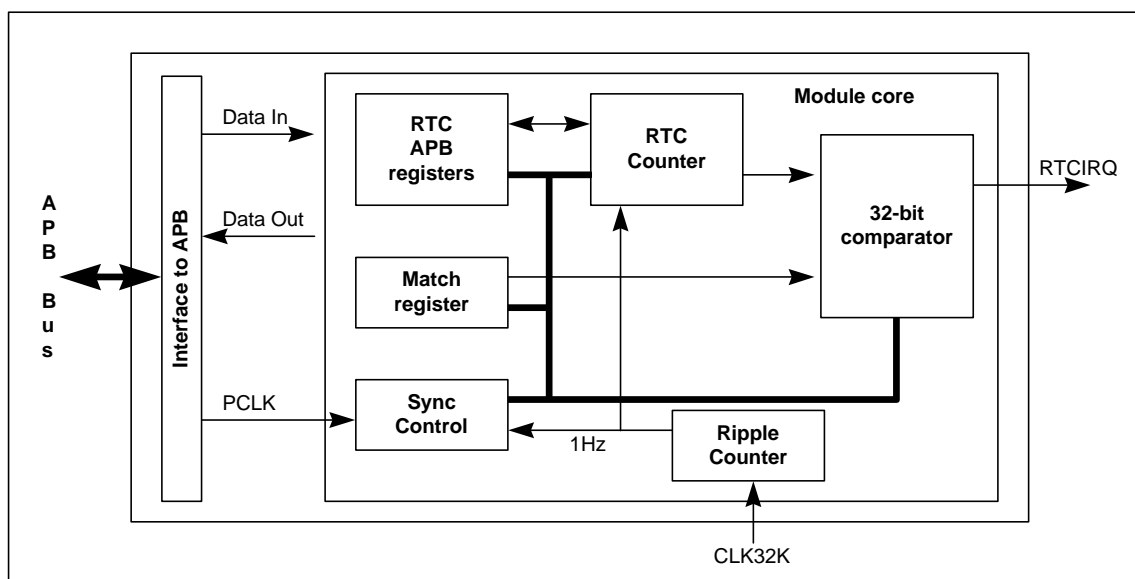 Module core
Data In
RTC
APB
registers
RTC
Counter
32-bit
comparator
RTCIRQ
A
P
B
B
u
s
Interface to APB
Data Out
Match
register
PCLK
Sync
Control
1Hz
Ripple
Counter
CLK32K